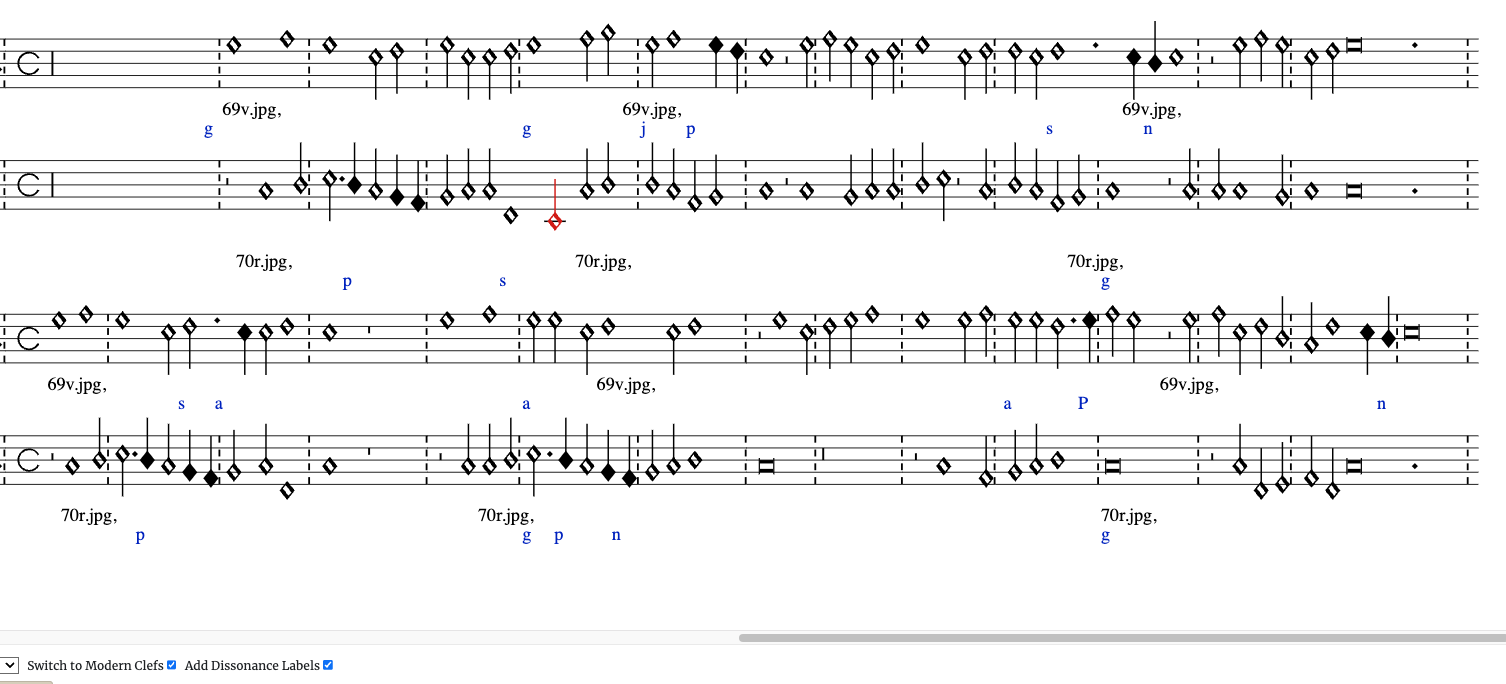 69v.jpg, 69v.jpg, 69v.jpg,
g g j p s n
70r.jpg, 70r.jpg, 70r.jpg,
p s g
69v.jpg, 69v.jpg, 69v.jpg,
s a a a P n
70r.jpg, 70r.jpg, 70r.jpg,
p g p n g
Switch to Modern Clefs Add Dissonance Labels